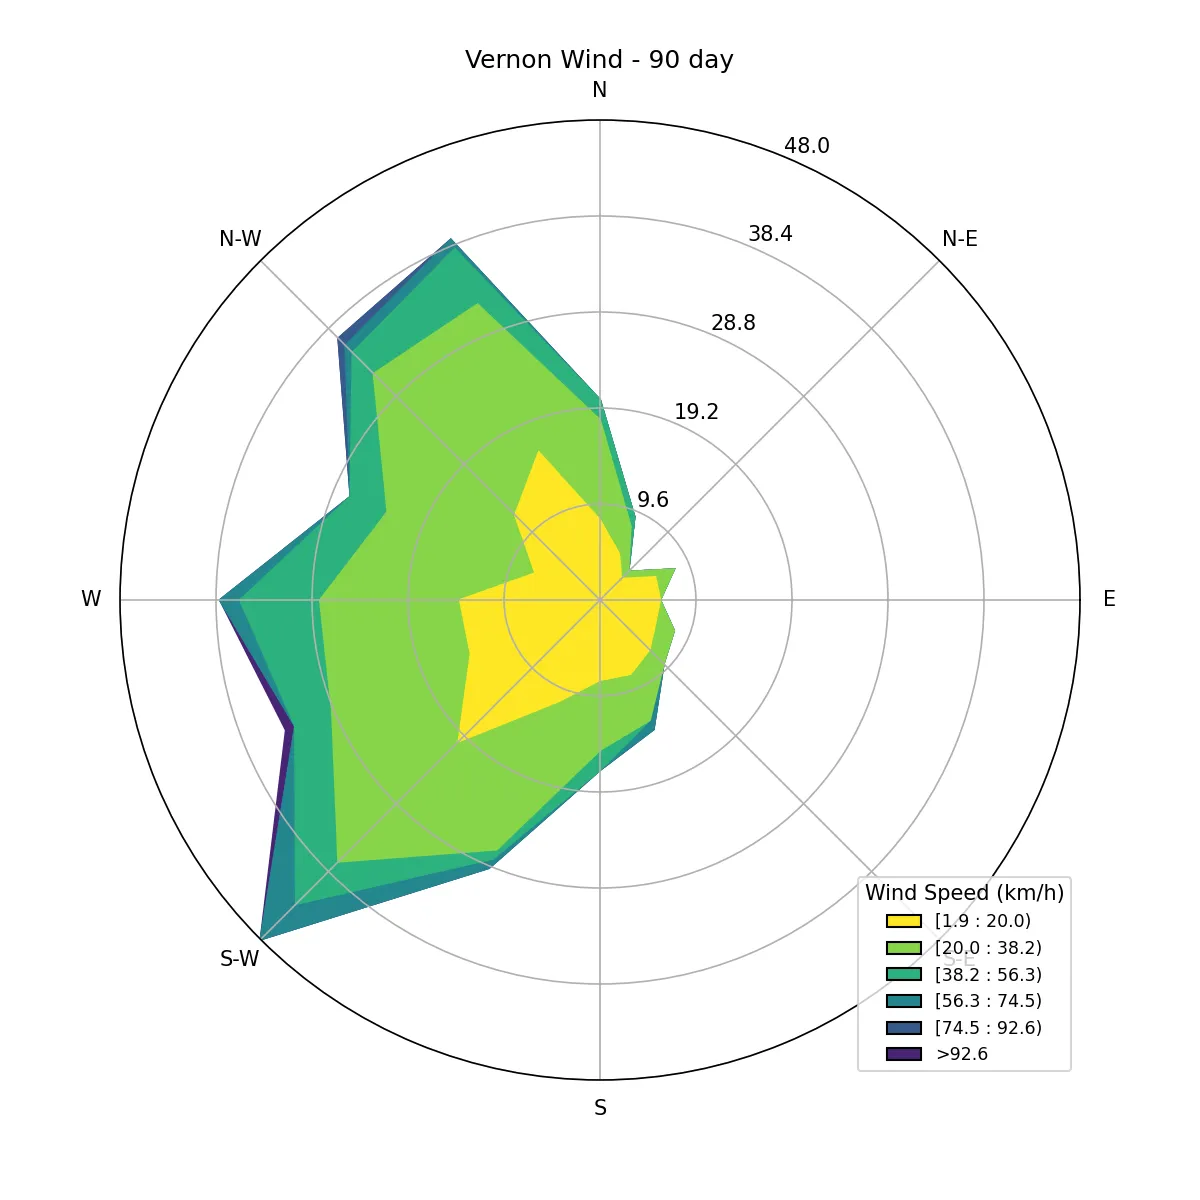 Vernon Wind - 90 day
N
48.0
N-W
N-E
38.4
28.8
19.2
9.6
W
E
S-W
S-E
Wind Speed (km/h)
[1.9 : 20.0)
[20.0 : 38.2)
[38.2 : 56.3)
[56.3 : 74.5)
[74.5 : 92.6)
>92.6
S